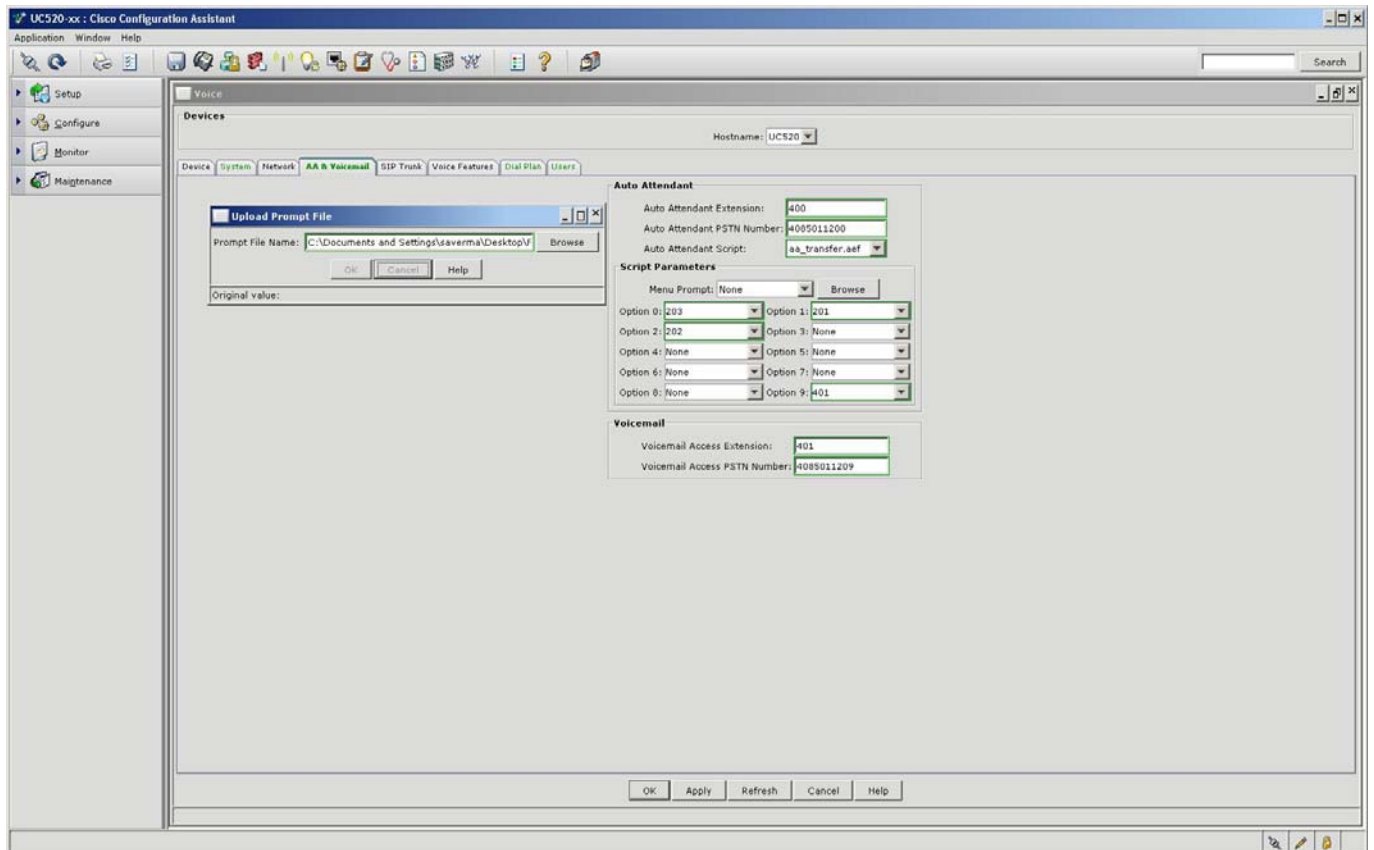 UC520-xx : Cisco Configuration Assistant
Application Window Help
Search
Setup
Configure
Monitor
Maintenance
Voice
Devices
Hostname: UC520
Device System Network AA & Voicemail SIP Trunk Voice Features Dial Plan Users
Upload Prompt File
Prompt File Name: C:\Documents and Settings\saverma\Desktop\F Browse
OK Cancel Help
Original value:
Auto Attendant
Auto Attendant Extension: 400
Auto Attendant PSTN Number: 4085011200
Auto Attendant Script: aa_transfer.aef
Script Parameters
Menu Prompt: None Browse
Option 0: 203 Option 1: 201
Option 2: 202 Option 3: None
Option 4: None Option 5: None
Option 6: None Option 7: None
Option 8: None Option 9: 401
Voicemail
Voicemail Access Extension: 401
Voicemail Access PSTN Number: 4085011209
OK Apply Refresh Cancel Help